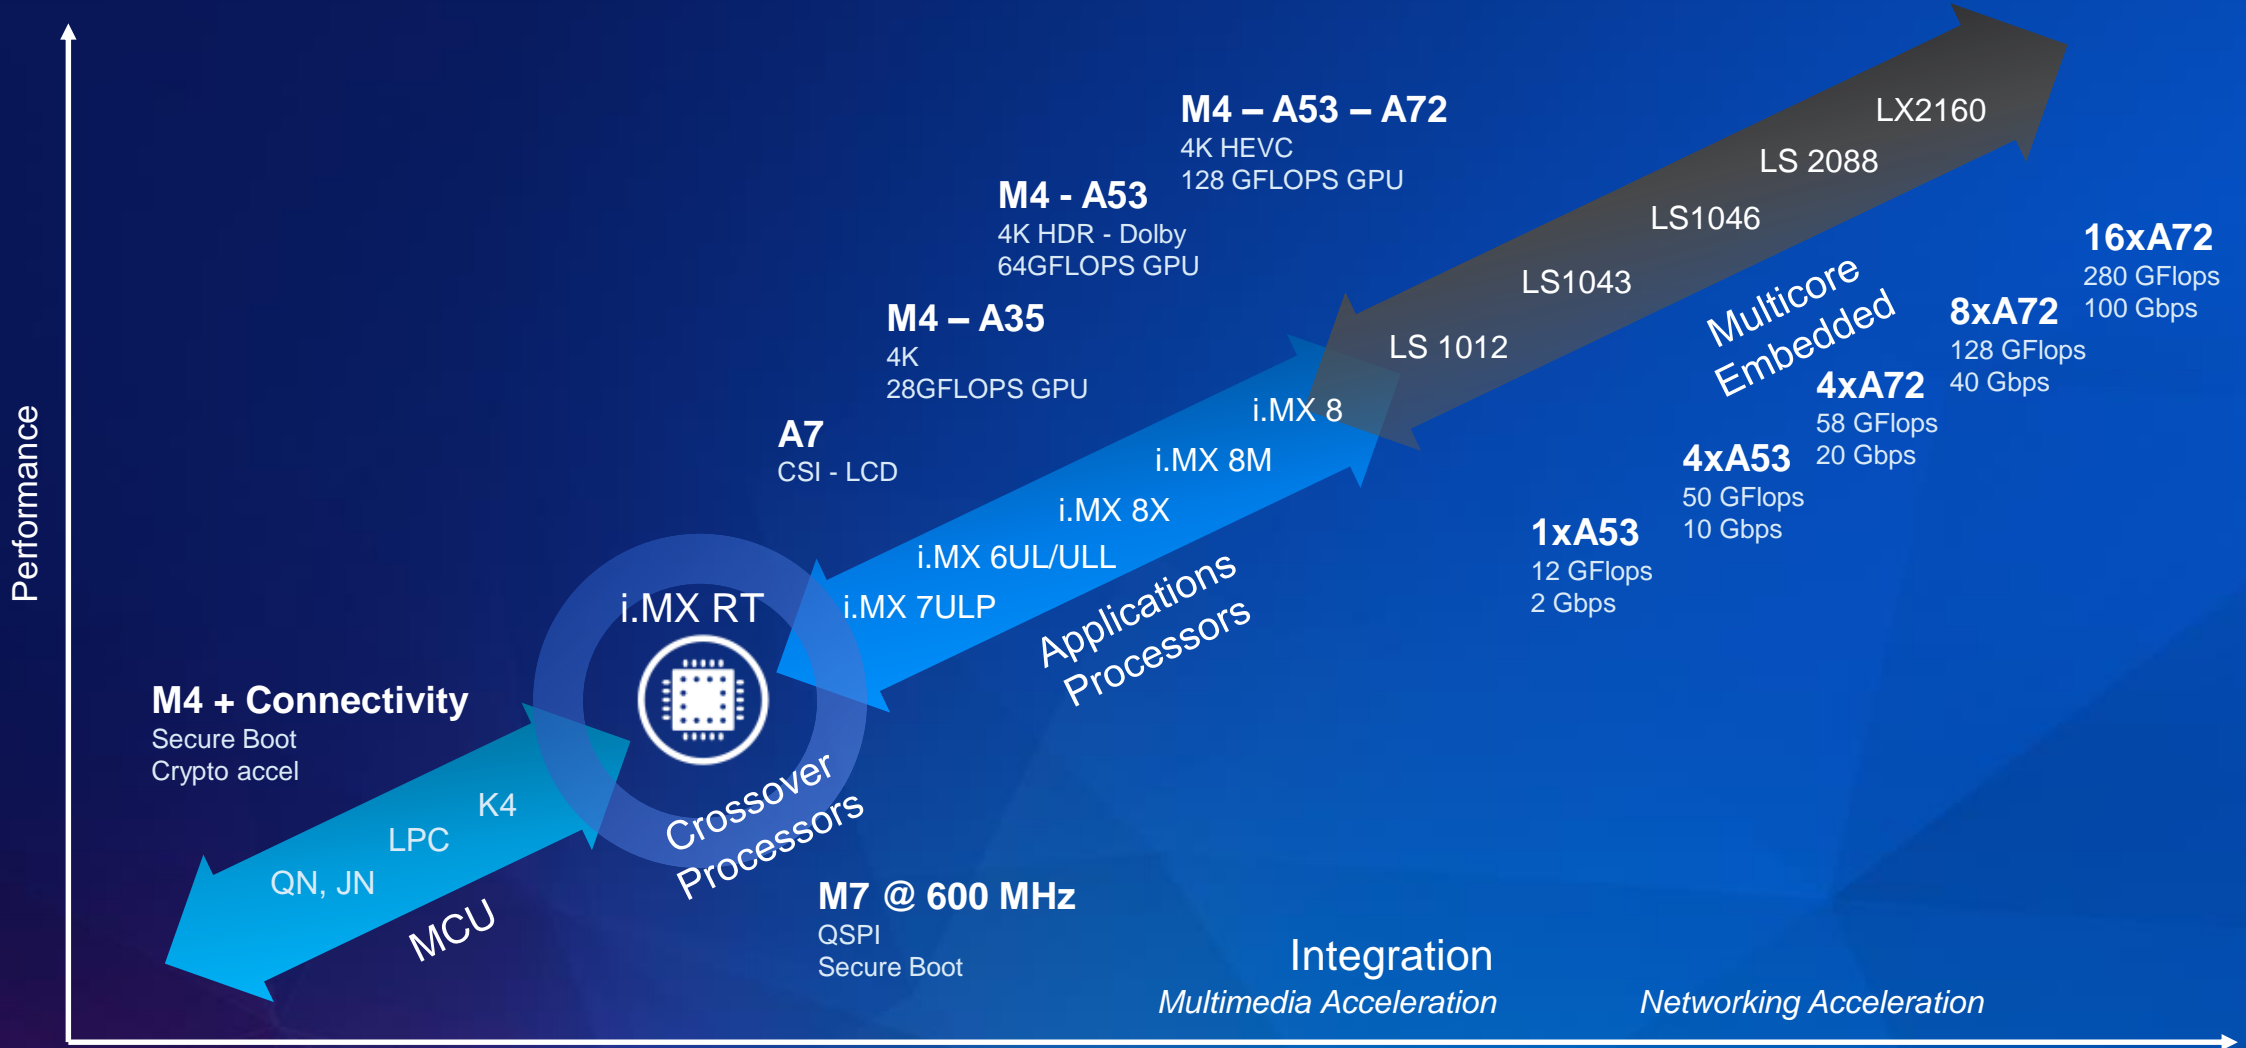 Performance
M4 + Connectivity
Secure Boot
Crypto accel
QN, JN
LPC
K4
MCU
i.MX RT
Crossover
Processors
M7 @ 600 MHz
QSPI
Secure Boot
A7
CSI - LCD
M4 – A35
4K
28GFLOPS GPU
M4 - A53
4K HDR - Dolby
64GFLOPS GPU
M4 – A53 – A72
4K HEVC
128 GFLOPS GPU
i.MX 7ULP
i.MX 6UL/ULL
i.MX 8X
i.MX 8M
i.MX 8
Applications
Processors
LS 1012
LS1043
LS1046
LS 2088
LX2160
Multicore
Embedded
1xA53
12 GFlops
2 Gbps
4xA53
50 GFlops
10 Gbps
4xA72
58 GFlops
20 Gbps
8xA72
128 GFlops
40 Gbps
16xA72
280 GFlops
100 Gbps
Integration
Multimedia Acceleration
Networking Acceleration